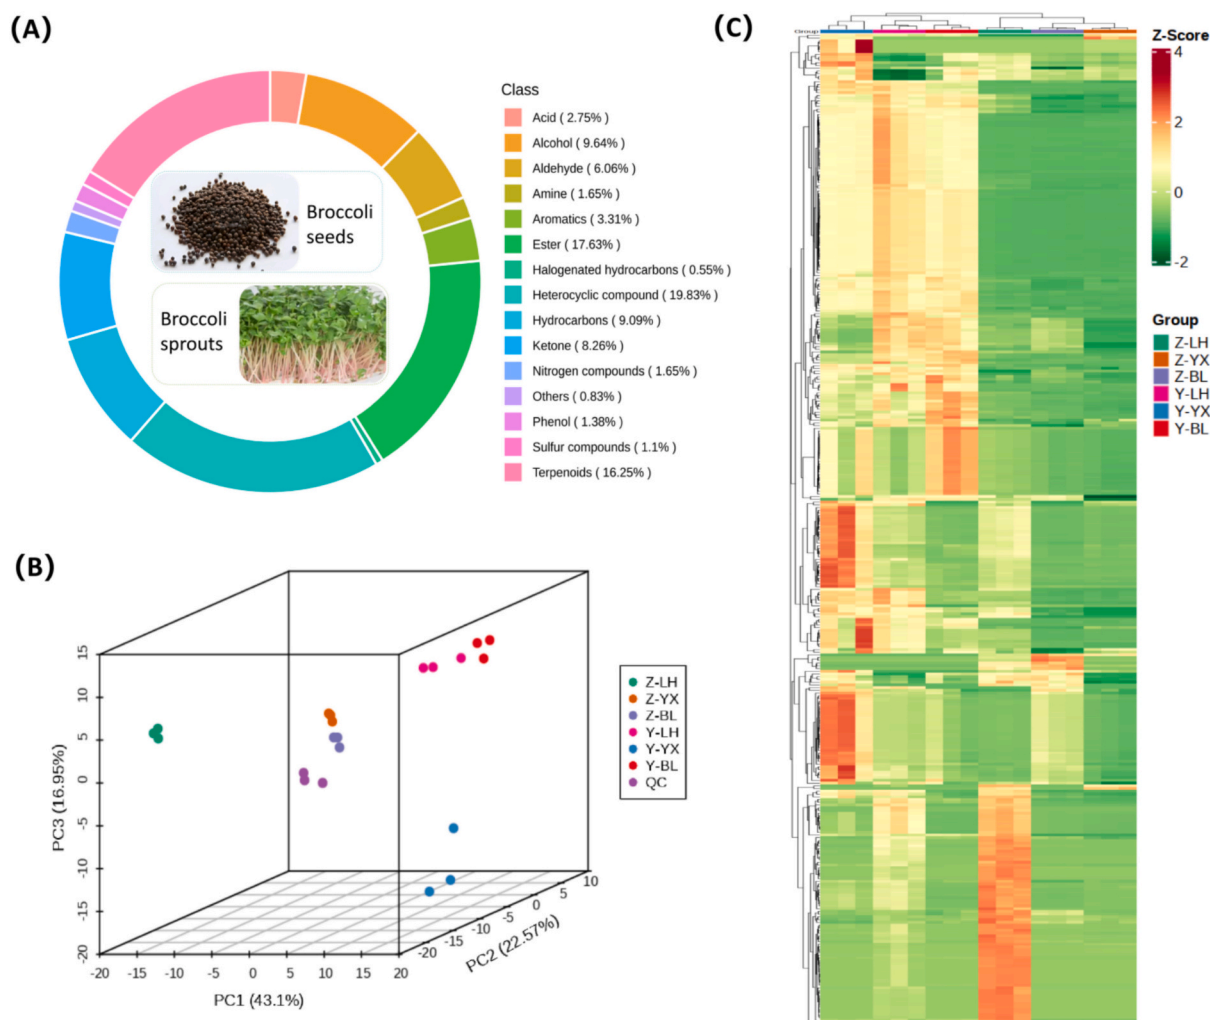 (A)
Broccoli
seeds
Broccoli
sprouts
Class
Acid ( 2.75% )
Alcohol ( 9.64% )
Aldehyde ( 6.06% )
Amine ( 1.65% )
Aromatics ( 3.31% )
Ester ( 17.63% )
Halogenated hydrocarbons ( 0.55% )
Heterocyclic compound ( 19.83% )
Hydrocarbons ( 9.09% )
Ketone ( 8.26% )
Nitrogen compounds ( 1.65% )
Others ( 0.83% )
Phenol ( 1.38% )
Sulfur compounds ( 1.1% )
Terpenoids ( 16.25% )
(B)
PC3 (16.95%)
15
10
5
0
-5
-10
-15
-20
-20 -15 -10 -5 0 5 10 15 20
PC1 (43.1%)
-20 -15 -10 -5 0 5 10
PC2 (22.57%)
Z-LH
Z-YX
Z-BL
Y-LH
Y-YX
Y-BL
QC
(C)
Group
Z-Score
4
2
0
-2
Group
Z-LH
Z-YX
Z-BL
Y-LH
Y-YX
Y-BL